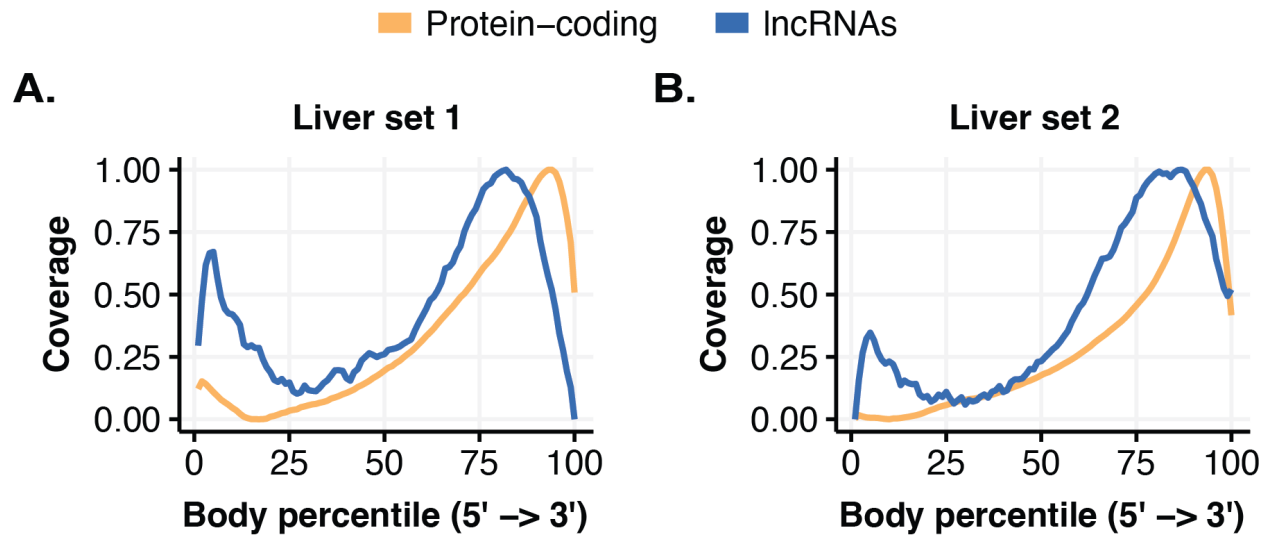 Protein−coding lncRNAs
A. B.
Liver set 1 Liver set 2
Coverage
1.00
0.75
0.50
0.25
0.00
0 25 50 75 100
Body percentile (5' −> 3')
Coverage
1.00
0.75
0.50
0.25
0.00
0 25 50 75 100
Body percentile (5' −> 3')